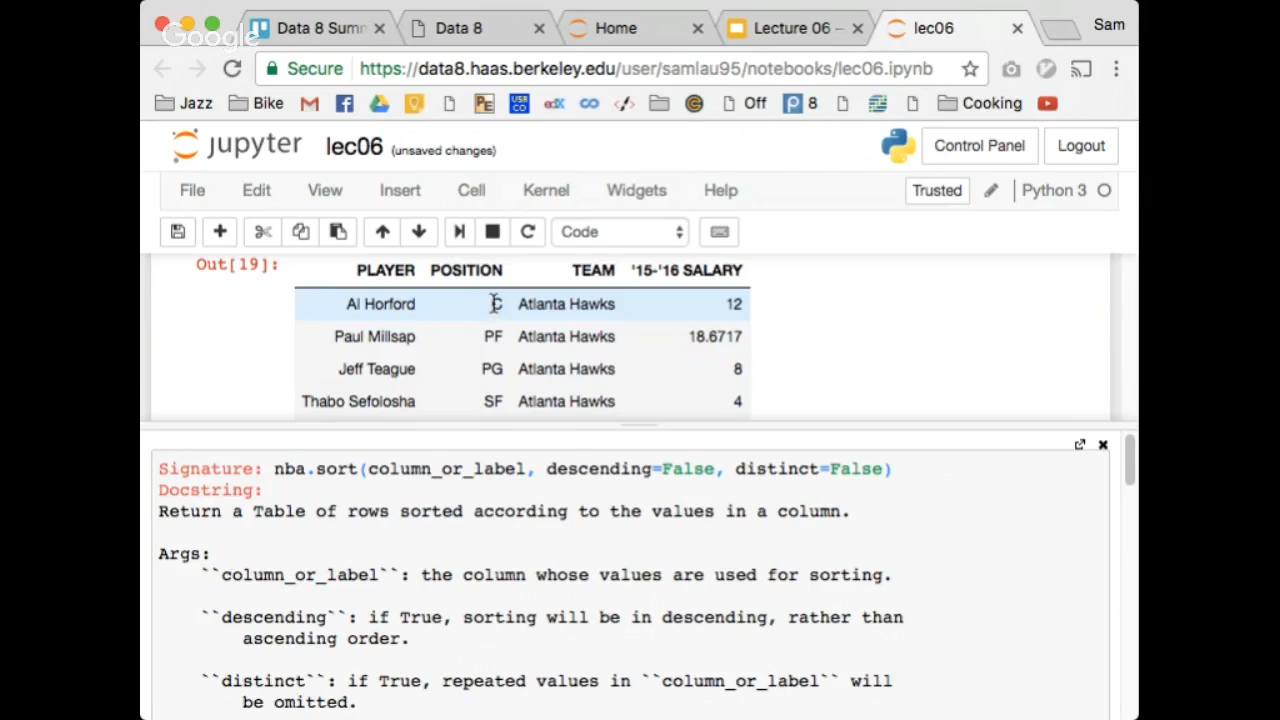 Google
Data 8 Sumn
Data 8
Home
Lecture 06 –
lec06
Sam
Secure
https://data8.haas.berkeley.edu/user/samlau95/notebooks/lec06.ipynb
Jazz
Bike
PE
USE CO
edX
Off
8
Cooking
jupyter
lec06 (unsaved changes)
Control Panel
Logout
File Edit View Insert Cell Kernel Widgets Help
Trusted
Python 3
Code
Out[19]:
PLAYER POSITION TEAM '15-'16 SALARY
Al Horford C Atlanta Hawks 12
Paul Millsap PF Atlanta Hawks 18.6717
Jeff Teague PG Atlanta Hawks 8
Thabo Sefolosha SF Atlanta Hawks 4
Signature: nba.sort(column_or_label, descending=False, distinct=False)
Docstring:
Return a Table of rows sorted according to the values in a column.
Args:
``column_or_label``: the column whose values are used for sorting.
``descending``: if True, sorting will be in descending, rather than
ascending order.
``distinct``: if True, repeated values in ``column_or_label`` will
be omitted.